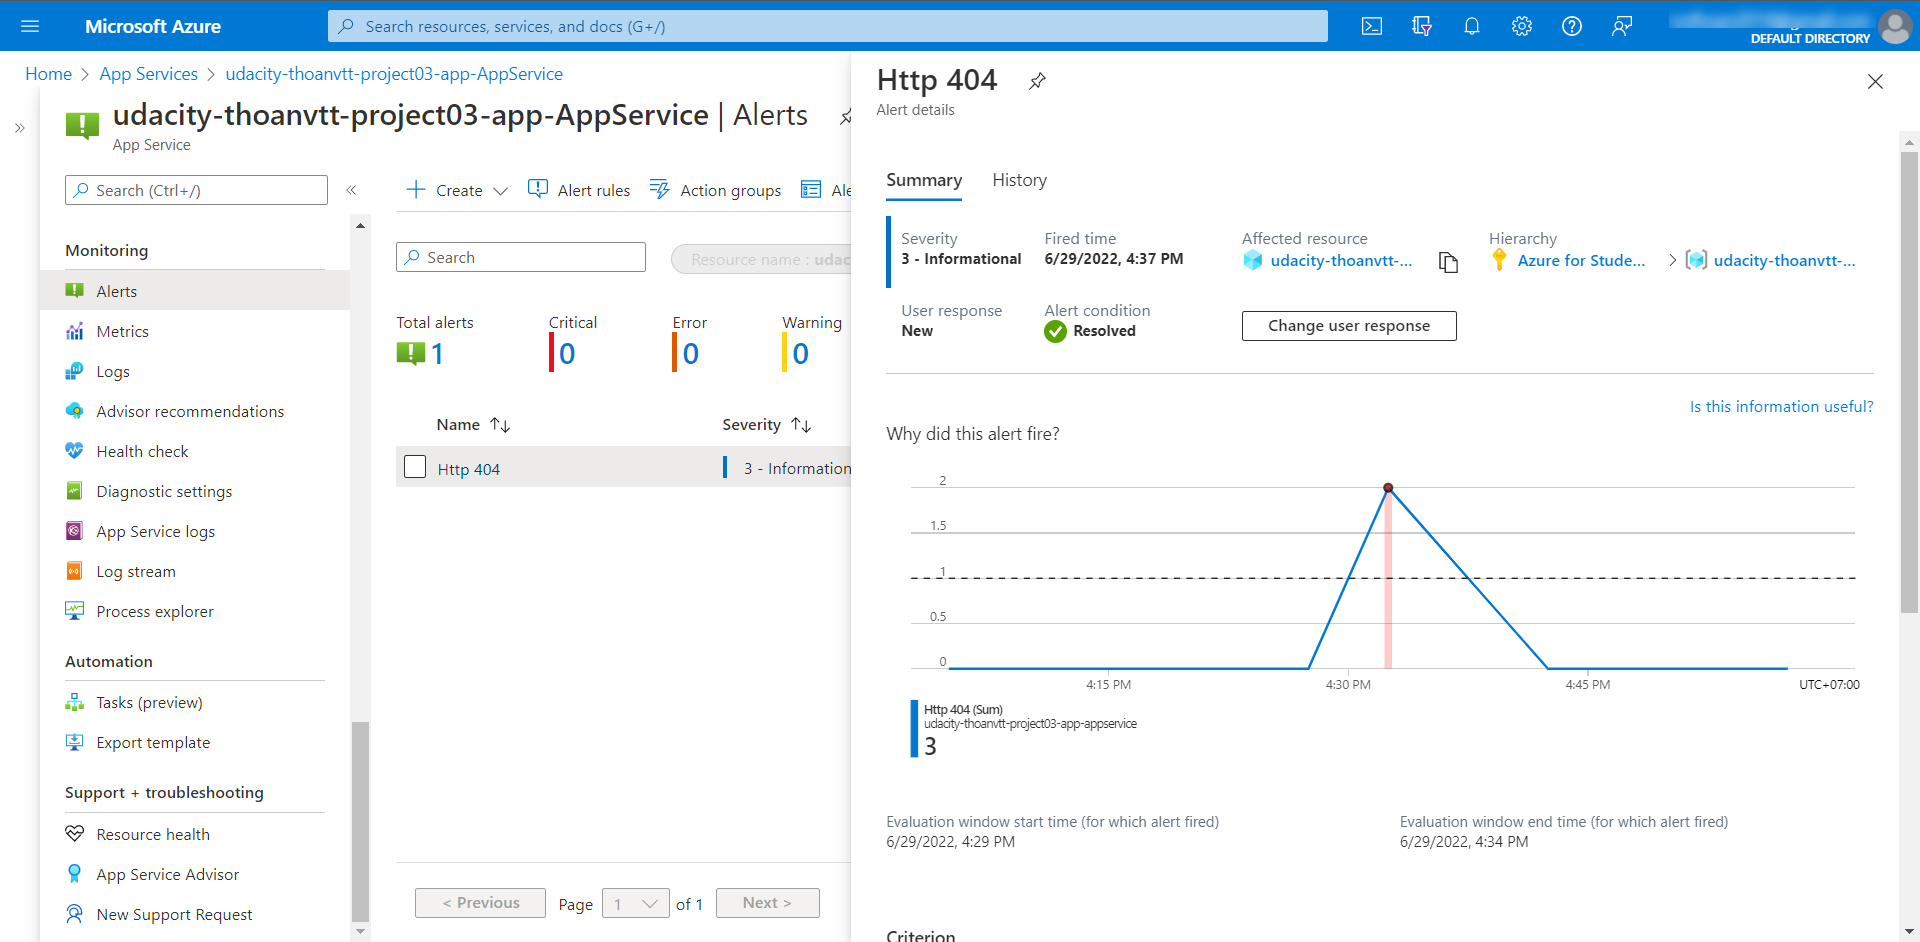 Microsoft Azure
Search resources, services, and docs (G+/)
DEFAULT DIRECTORY
Home > App Services > udacity-thoanvtt-project03-app-AppService
udacity-thoanvtt-project03-app-AppService | Alerts
App Service
Search (Ctrl+/)
Monitoring
Alerts
Metrics
Logs
Advisor recommendations
Health check
Diagnostic settings
App Service logs
Log stream
Process explorer
Automation
Tasks (preview)
Export template
Support + troubleshooting
Resource health
App Service Advisor
New Support Request
Create
Alert rules
Action groups
Ale
Search
Resource name : udac
Total alerts
1
Critical
0
Error
0
Warning
0
Name
Severity
Http 404
3 - Information
< Previous
Page
1
of 1
Next >
Http 404
Alert details
Summary
History
Severity
3 - Informational
Fired time
6/29/2022, 4:37 PM
Affected resource
udacity-thoanvtt-...
Hierarchy
Azure for Stude... > udacity-thoanvtt-...
User response
New
Alert condition
Resolved
Change user response
Is this information useful?
Why did this alert fire?
2
1.5
1
0.5
0
4:15 PM
4:30 PM
4:45 PM
UTC+07:00
Http 404 (Sum)
udacity-thoanvtt-project03-app-appservice
3
Evaluation window start time (for which alert fired)
6/29/2022, 4:29 PM
Evaluation window end time (for which alert fired)
6/29/2022, 4:34 PM
Criterion